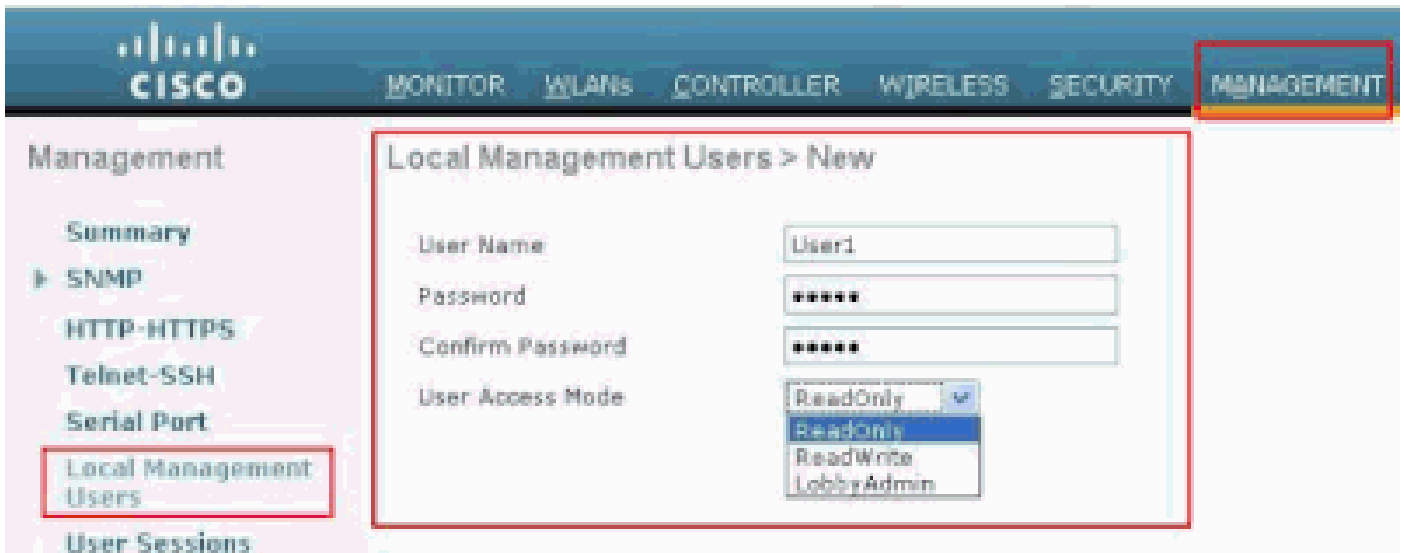 CISCO
MONITOR WLANs CONTROLLER WIRELESS SECURITY MANAGEMENT
Management
Summary
SNMP
HTTP-HTTPS
Telnet-SSH
Serial Port
Local Management
Users
User Sessions
Local Management Users > New
User Name User1
Password •••••
Confirm Password •••••
User Access Mode ReadOnly
ReadOnly
ReadWrite
LobbyAdmin